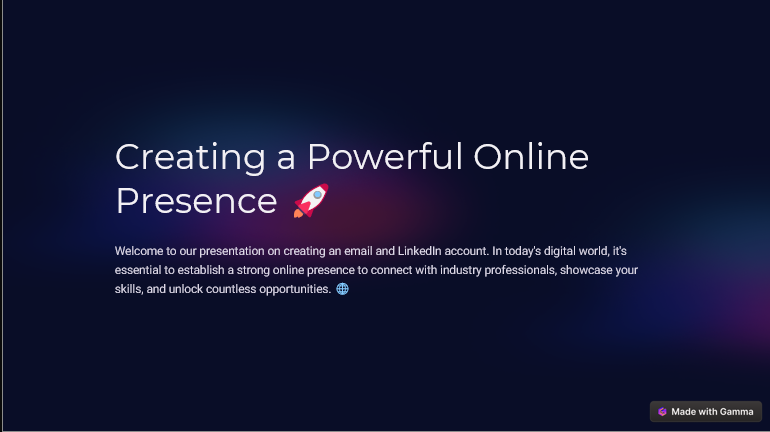 Creating a Powerful Online
Presence 🚀
Welcome to our presentation on creating an email and LinkedIn account. In today's digital world, it's
essential to establish a strong online presence to connect with industry professionals, showcase your
skills, and unlock countless opportunities. 🌐
Made with Gamma